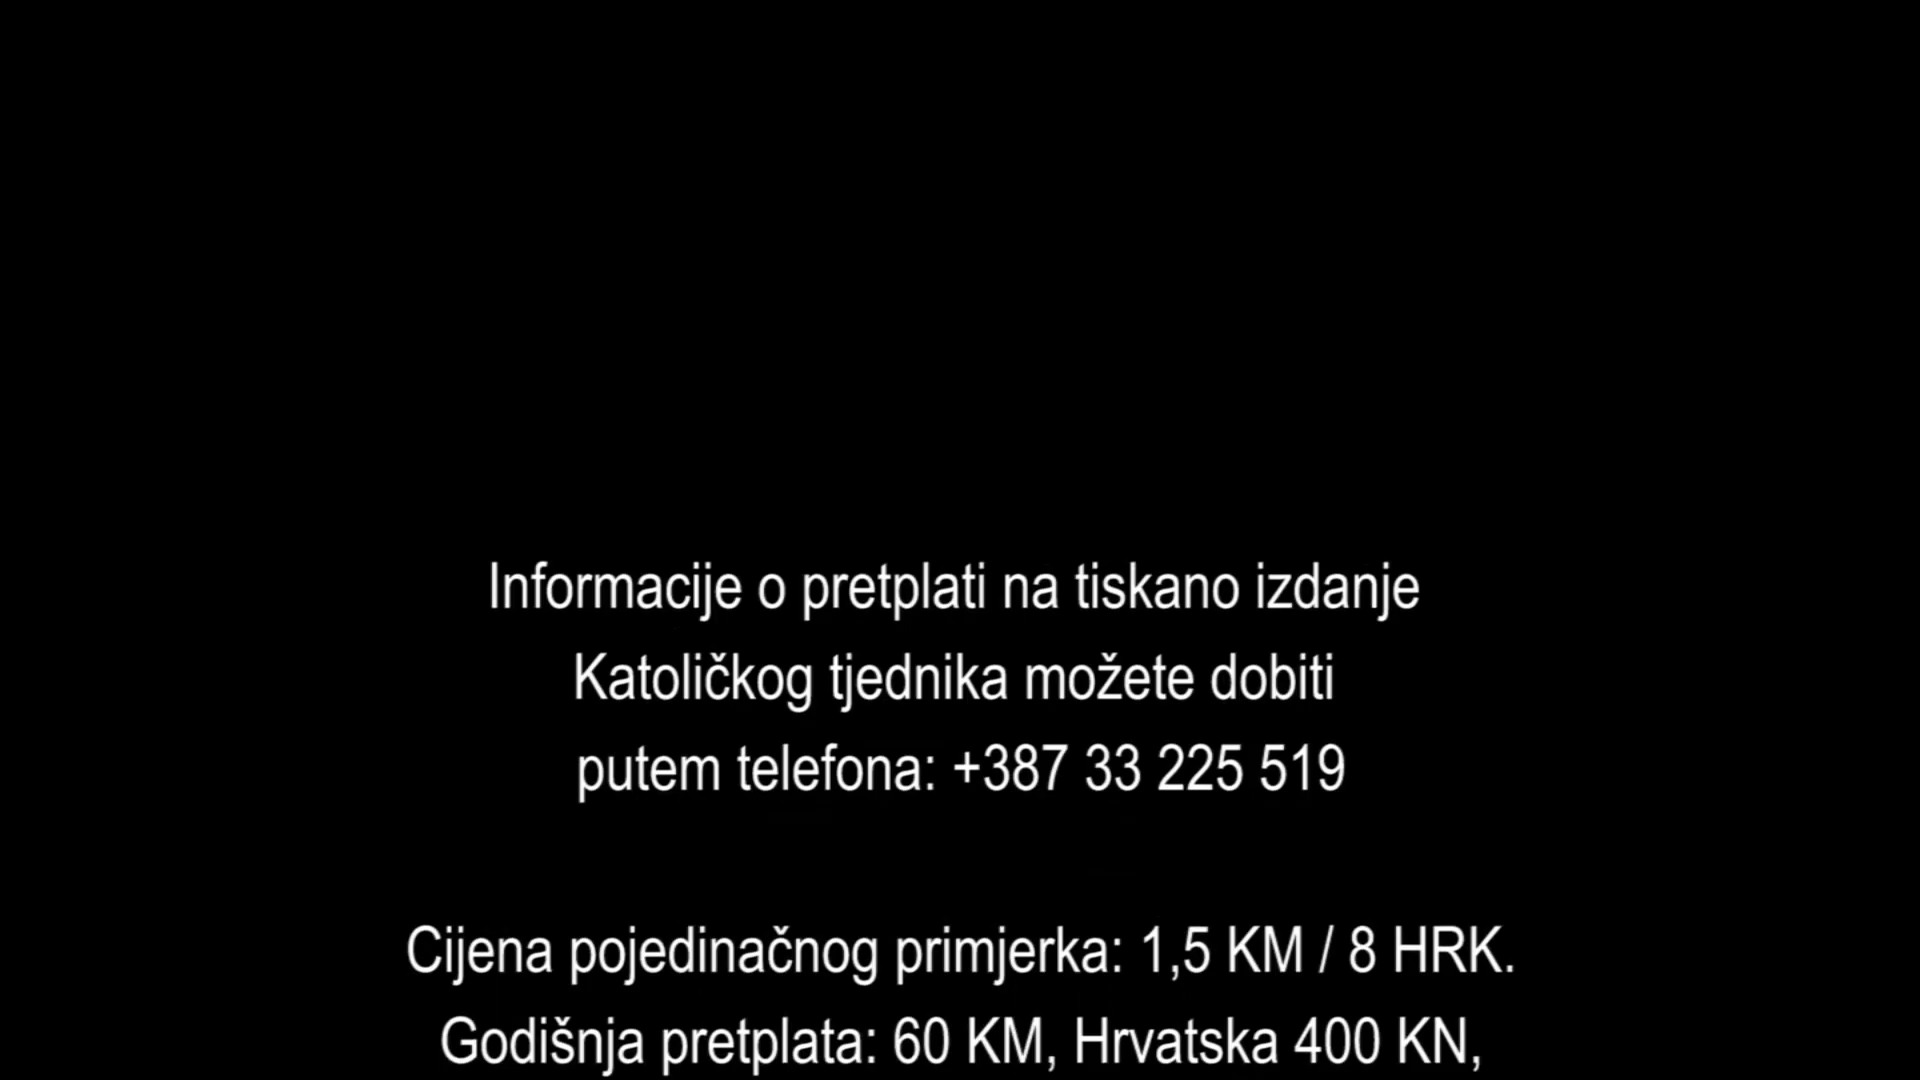 Informacije o pretplati na tiskano izdanje
Katoličkog tjednika možete dobiti
putem telefona: +387 33 225 519
Cijena pojedinačnog primjerka: 1,5 KM / 8 HRK.
Godišnja pretplata: 60 KM, Hrvatska 400 KN,